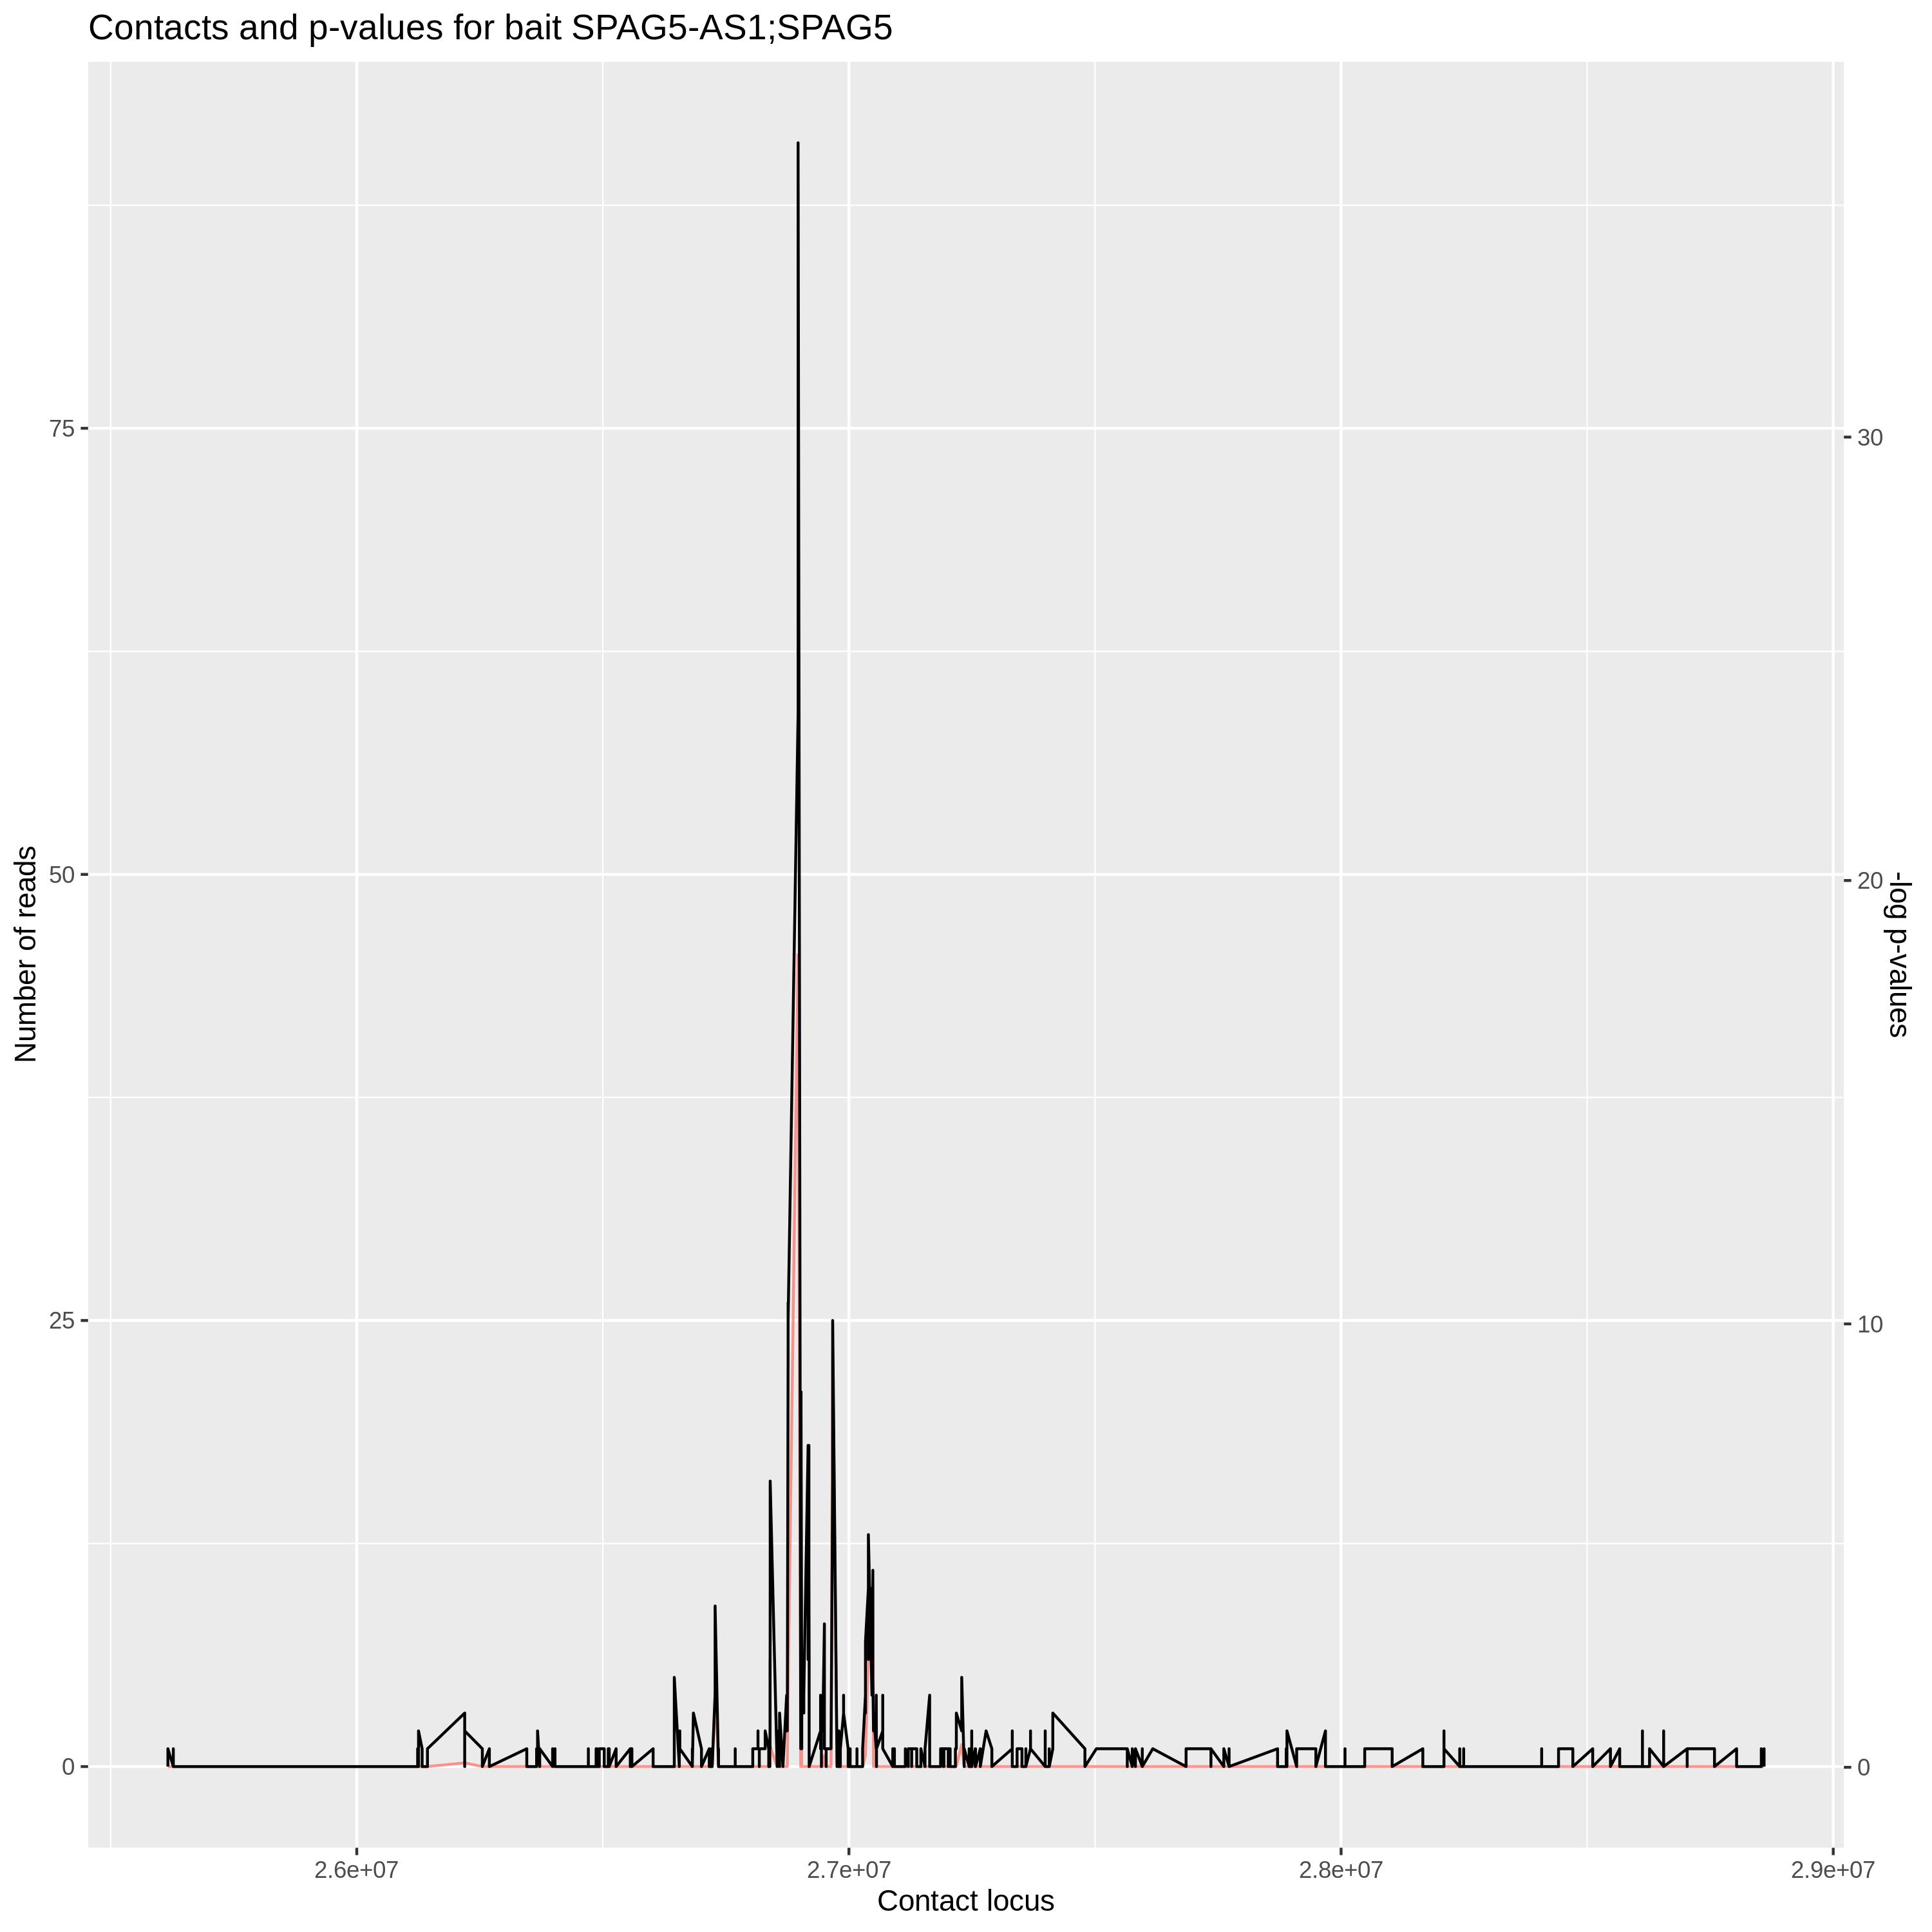 Contacts and p-values for bait SPAG5-AS1;SPAG5
75
50
25
0
Number of reads
30
20
10
0
-log p-values
2.6e+07 2.7e+07 2.8e+07 2.9e+07
Contact locus